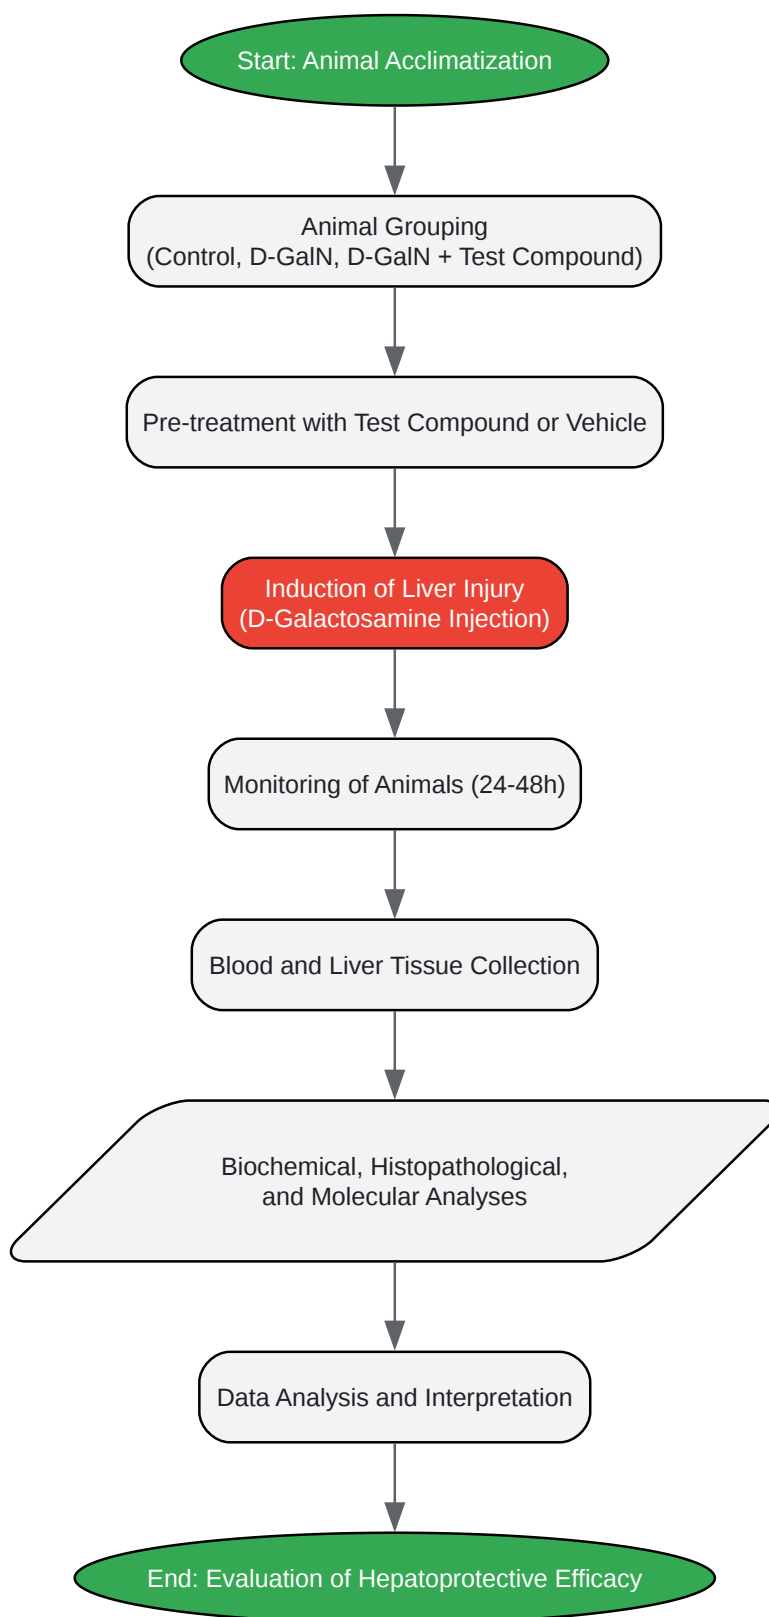 Start: Animal Acclimatization
Animal Grouping
(Control, D-GalN, D-GalN + Test Compound)
Pre-treatment with Test Compound or Vehicle
Induction of Liver Injury
(D-Galactosamine Injection)
Monitoring of Animals (24-48h)
Blood and Liver Tissue Collection
Biochemical, Histopathological,
and Molecular Analyses
Data Analysis and Interpretation
End: Evaluation of Hepatoprotective Efficacy